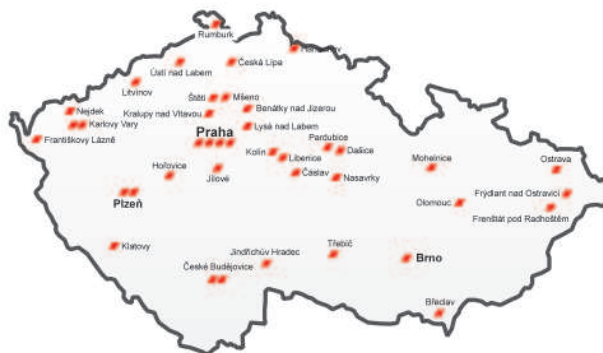 Rumburk
Ústí nad Labem
Česká Lípa
Litvínov
Štětí
Mšeno
Nejdek
Kralupy nad Vltavou
Benátky nad Jizerou
Karlovy Vary
Lysá nad Labem
Františkovy Lázně
Praha
Pardubice
Kolín
Dašice
Libenice
Mohelnice
Ostrava
Hořovice
Jílové
Čáslav
Nasavrky
Plzeň
Olomouc
Frýdlant nad Ostravicí
Frenštát pod Radhoštěm
Klatovy
Jindřichův Hradec
Třebíč
České Budějovice
Brno
Břeclav